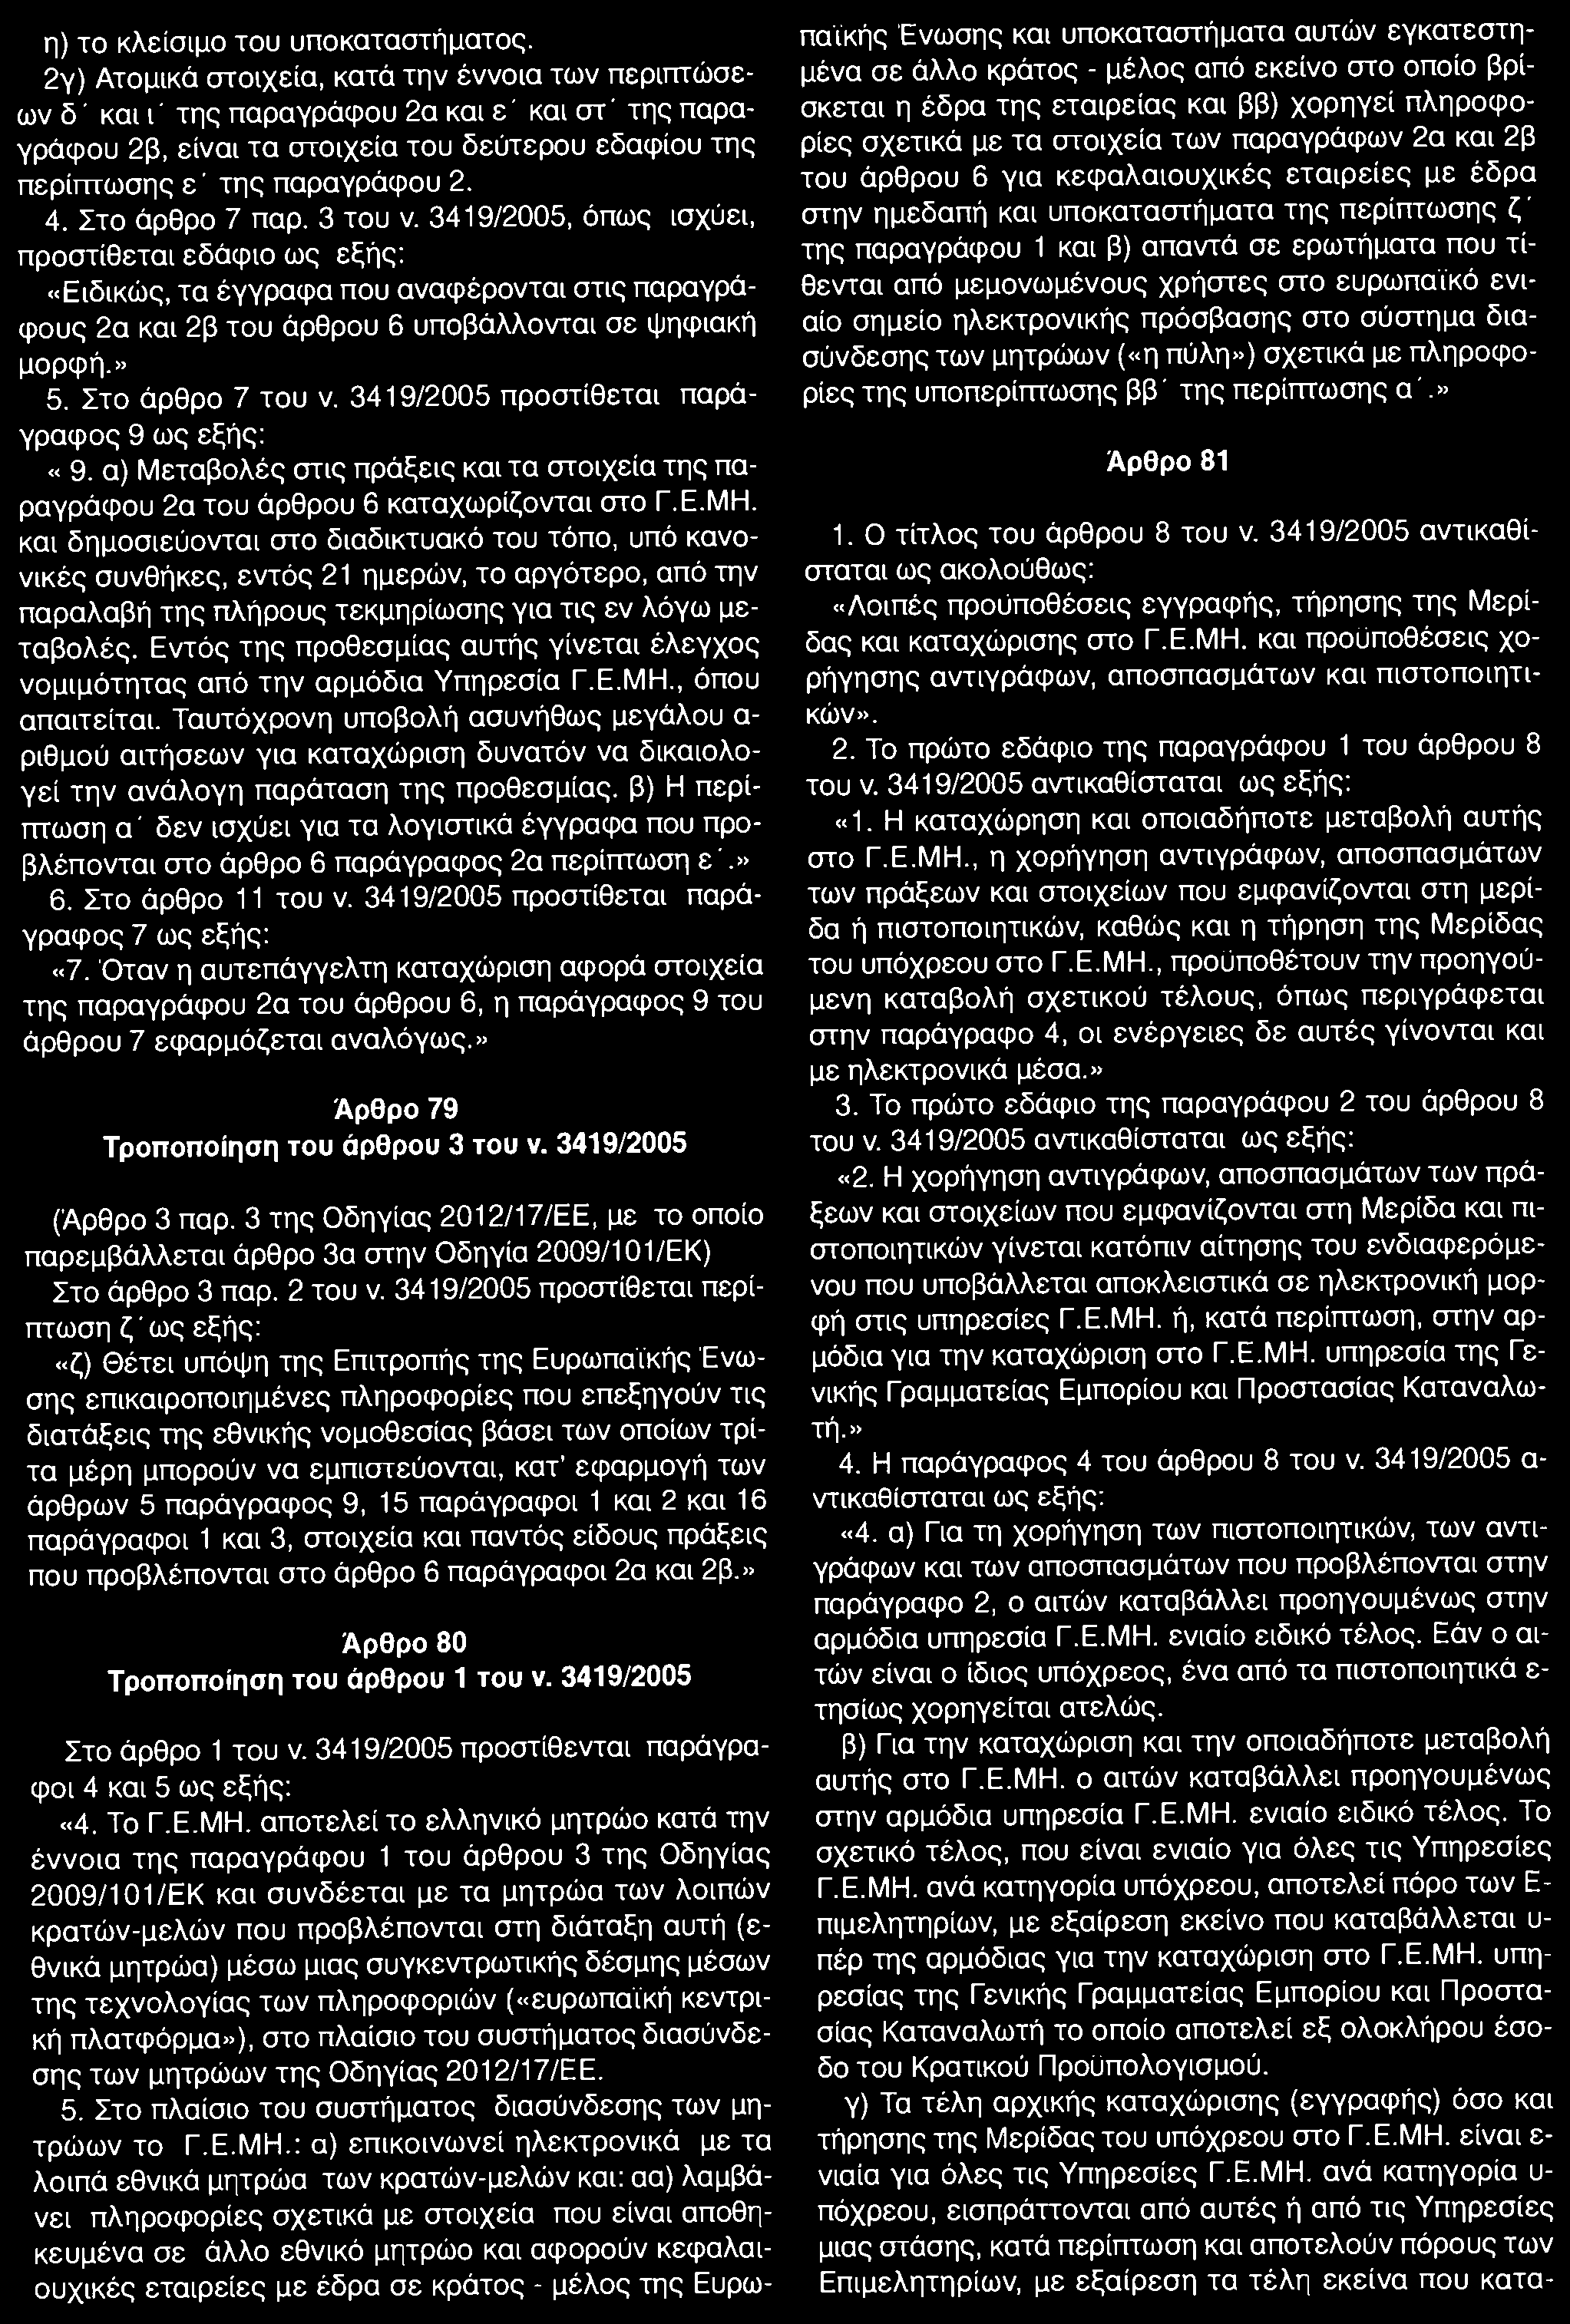 η) το κλείσιμο του υποκαταστήματος.
2γ) Ατομικά στοιχεία, κατά την έννοια των περιπτώσε-
ων δ΄ και ι΄ της παραγράφου 2α και ε΄ και στ΄ της παρα-
γράφου 2β, είναι τα στοιχεία του δεύτερου εδαφίου της
περίπτωσης ε΄ της παραγράφου 2.
4. Στο άρθρο 7 παρ. 3 του ν. 3419/2005, όπως ισχύει,
προστίθεται εδάφιο ως εξής:
«Ειδικώς, τα έγγραφα που αναφέρονται στις παραγρά-
φους 2α και 2β του άρθρου 6 υποβάλλονται σε ψηφιακή
μορφή.»
5. Στο άρθρο 7 του ν. 3419/2005 προστίθεται παρά-
γραφος 9 ως εξής:
« 9. α) Μεταβολές στις πράξεις και τα στοιχεία της πα-
ραγράφου 2α του άρθρου 6 καταχωρίζονται στο Γ.Ε.ΜΗ.
και δημοσιεύονται στο διαδικτυακό του τόπο, υπό κανο-
νικές συνθήκες, εντός 21 ημερών, το αργότερο, από την
παραλαβή της πλήρους τεκμηρίωσης για τις εν λόγω με-
ταβολές. Εντός της προθεσμίας αυτής γίνεται έλεγχος
νομιμότητας από την αρμόδια Υπηρεσία Γ.Ε.ΜΗ., όπου
απαιτείται. Ταυτόχρονη υποβολή ασυνήθως μεγάλου α-
ριθμού αιτήσεων για καταχώριση δυνατόν να δικαιολο-
γεί την ανάλογη παράταση της προθεσμίας. β) Η περί-
πτωση α΄ δεν ισχύει για τα λογιστικά έγγραφα που προ-
βλέπονται στο άρθρο 6 παράγραφος 2α περίπτωση ε΄.»
6. Στο άρθρο 11 του ν. 3419/2005 προστίθεται παρά-
γραφος 7 ως εξής:
«7. Όταν η αυτεπάγγελτη καταχώριση αφορά στοιχεία
της παραγράφου 2α του άρθρου 6, η παράγραφος 9 του
άρθρου 7 εφαρμόζεται αναλόγως.»
Άρθρο 79
Τροποποίηση του άρθρου 3 του ν. 3419/2005
(Άρθρο 3 παρ. 3 της Οδηγίας 2012/17/ΕΕ, με το οποίο
παρεμβάλλεται άρθρο 3α στην Οδηγία 2009/101/ΕΚ)
Στο άρθρο 3 παρ. 2 του ν. 3419/2005 προστίθεται περί-
πτωση ζ΄ ως εξής:
«ζ) Θέτει υπόψη της Επιτροπής της Ευρωπαϊκής Ένω-
σης επικαιροποιημένες πληροφορίες που επεξηγούν τις
διατάξεις της εθνικής νομοθεσίας βάσει των οποίων τρί-
τα μέρη μπορούν να εμπιστεύονται, κατ’ εφαρμογή των
άρθρων 5 παράγραφος 9, 15 παράγραφοι 1 και 2 και 16
παράγραφοι 1 και 3, στοιχεία και παντός είδους πράξεις
που προβλέπονται στο άρθρο 6 παράγραφοι 2α και 2β.»
Άρθρο 80
Τροποποίηση του άρθρου 1 του ν. 3419/2005
Στο άρθρο 1 του ν. 3419/2005 προστίθενται παράγρα-
φοι 4 και 5 ως εξής:
«4. Το Γ.Ε.ΜΗ. αποτελεί το ελληνικό μητρώο κατά την
έννοια της παραγράφου 1 του άρθρου 3 της Οδηγίας
2009/101/ΕΚ και συνδέεται με τα μητρώα των λοιπών
κρατών-μελών που προβλέπονται στη διάταξη αυτή (ε-
θνικά μητρώα) μέσω μιας συγκεντρωτικής δέσμης μέσων
της τεχνολογίας των πληροφοριών («ευρωπαϊκή κεντρι-
κή πλατφόρμα»), στο πλαίσιο του συστήματος διασύνδε-
σης των μητρώων της Οδηγίας 2012/17/ΕΕ.
5. Στο πλαίσιο του συστήματος διασύνδεσης των μη-
τρώων το Γ.Ε.ΜΗ.: α) επικοινωνεί ηλεκτρονικά με τα
λοιπά εθνικά μητρώα των κρατών-μελών και: αα) λαμβά-
νει πληροφορίες σχετικά με στοιχεία που είναι αποθη-
κευμένα σε άλλο εθνικό μητρώο και αφορούν κεφαλαι-
ουχικές εταιρείες με έδρα σε κράτος - μέλος της Ευρω-
παϊκής Ένωσης και υποκαταστήματα αυτών εγκατεστη-
μένα σε άλλο κράτος - μέλος από εκείνο στο οποίο βρί-
σκεται η έδρα της εταιρείας και ββ) χορηγεί πληροφο-
ρίες σχετικά με τα στοιχεία των παραγράφων 2α και 2β
του άρθρου 6 για κεφαλαιουχικές εταιρείες με έδρα
στην ημεδαπή και υποκαταστήματα της περίπτωσης ζ΄
της παραγράφου 1 και β) απαντά σε ερωτήματα που τί-
θενται από μεμονωμένους χρήστες στο ευρωπαϊκό ενι-
αίο σημείο ηλεκτρονικής πρόσβασης στο σύστημα δια-
σύνδεσης των μητρώων («η πύλη») σχετικά με πληροφο-
ρίες της υποπερίπτωσης ββ΄ της περίπτωσης α΄.»
Άρθρο 81
1. Ο τίτλος του άρθρου 8 του ν. 3419/2005 αντικαθί-
σταται ως ακολούθως:
«Λοιπές προϋποθέσεις εγγραφής, τήρησης της Μερί-
δας και καταχώρισης στο Γ.Ε.ΜΗ. και προϋποθέσεις χο-
ρήγησης αντιγράφων, αποσπασμάτων και πιστοποιητι-
κών».
2. Το πρώτο εδάφιο της παραγράφου 1 του άρθρου 8
του ν. 3419/2005 αντικαθίσταται ως εξής:
«1. Η καταχώρηση και οποιαδήποτε μεταβολή αυτής
στο Γ.Ε.ΜΗ., η χορήγηση αντιγράφων, αποσπασμάτων
των πράξεων και στοιχείων που εμφανίζονται στη μερί-
δα ή πιστοποιητικών, καθώς και η τήρηση της Μερίδας
του υπόχρεου στο Γ.Ε.ΜΗ., προϋποθέτουν την προηγού-
μενη καταβολή σχετικού τέλους, όπως περιγράφεται
στην παράγραφο 4, οι ενέργειες δε αυτές γίνονται και
με ηλεκτρονικά μέσα.»
3. Το πρώτο εδάφιο της παραγράφου 2 του άρθρου 8
του ν. 3419/2005 αντικαθίσταται ως εξής:
«2. Η χορήγηση αντιγράφων, αποσπασμάτων των πρά-
ξεων και στοιχείων που εμφανίζονται στη Μερίδα και πι-
στοποιητικών γίνεται κατόπιν αίτησης του ενδιαφερόμε-
νου που υποβάλλεται αποκλειστικά σε ηλεκτρονική μορ-
φή στις υπηρεσίες Γ.Ε.ΜΗ. ή, κατά περίπτωση, στην αρ-
μόδια για την καταχώριση στο Γ.Ε.ΜΗ. υπηρεσία της Γε-
νικής Γραμματείας Εμπορίου και Προστασίας Καταναλω-
τή.»
4. Η παράγραφος 4 του άρθρου 8 του ν. 3419/2005 α-
ντικαθίσταται ως εξής:
«4. α) Για τη χορήγηση των πιστοποιητικών, των αντι-
γράφων και των αποσπασμάτων που προβλέπονται στην
παράγραφο 2, ο αιτών καταβάλλει προηγουμένως στην
αρμόδια υπηρεσία Γ.Ε.ΜΗ. ενιαίο ειδικό τέλος. Εάν ο αι-
τών είναι ο ίδιος υπόχρεος, ένα από τα πιστοποιητικά ε-
τησίως χορηγείται ατελώς.
β) Για την καταχώριση και την οποιαδήποτε μεταβολή
αυτής στο Γ.Ε.ΜΗ. ο αιτών καταβάλλει προηγουμένως
στην αρμόδια υπηρεσία Γ.Ε.ΜΗ. ενιαίο ειδικό τέλος. Το
σχετικό τέλος, που είναι ενιαίο για όλες τις Υπηρεσίες
Γ.Ε.ΜΗ. ανά κατηγορία υπόχρεου, αποτελεί πόρο των Ε-
πιμελητηρίων, με εξαίρεση εκείνο που καταβάλλεται υ-
πέρ της αρμόδιας για την καταχώριση στο Γ.Ε.ΜΗ. υπη-
ρεσίας της Γενικής Γραμματείας Εμπορίου και Προστα-
σίας Καταναλωτή το οποίο αποτελεί εξ ολοκλήρου έσο-
δο του Κρατικού Προϋπολογισμού.
γ) Τα τέλη αρχικής καταχώρισης (εγγραφής) όσο και
τήρησης της Μερίδας του υπόχρεου στο Γ.Ε.ΜΗ. είναι ε-
νιαία για όλες τις Υπηρεσίες Γ.Ε.ΜΗ. ανά κατηγορία υ-
πόχρεου, εισπράττονται από αυτές ή από τις Υπηρεσίες
μιας στάσης, κατά περίπτωση και αποτελούν πόρους των
Επιμελητηρίων, με εξαίρεση τα τέλη εκείνα που κατα-